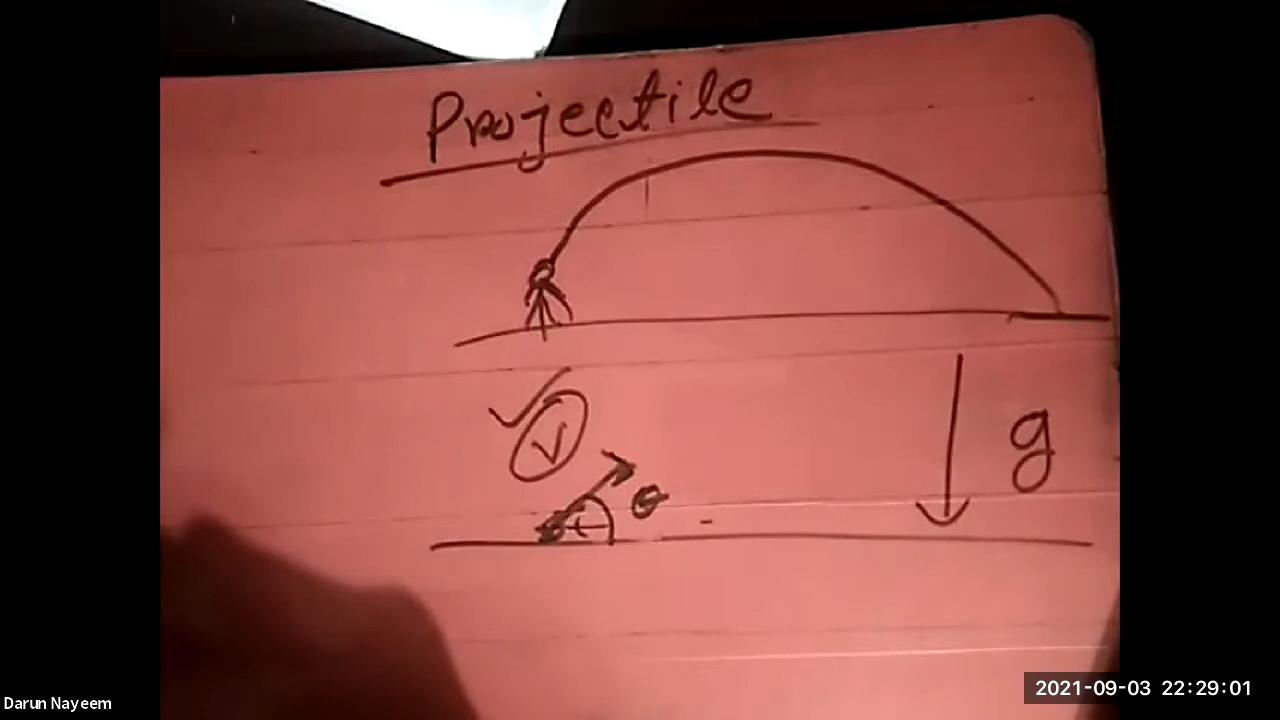 Projectile
V
θ
g
Darun Nayeem
2021-09-03 22:29:01